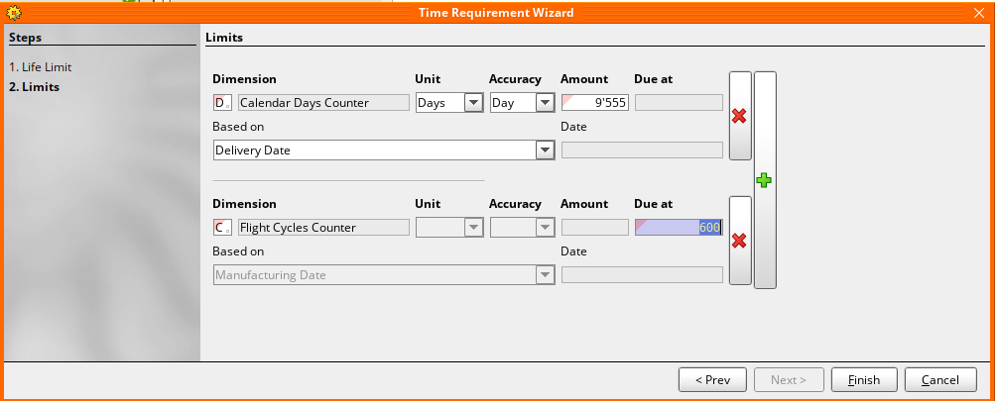 Time Requirement Wizard
Steps
1. Life Limit
2. Limits
Limits
Dimension Unit Accuracy Amount Due at
D Calendar Days Counter Days Day 9'555
Based on Date
Delivery Date
Dimension Unit Accuracy Amount Due at
C Flight Cycles Counter 600
Based on Date
Manufacturing Date
< Prev Next > Finish Cancel